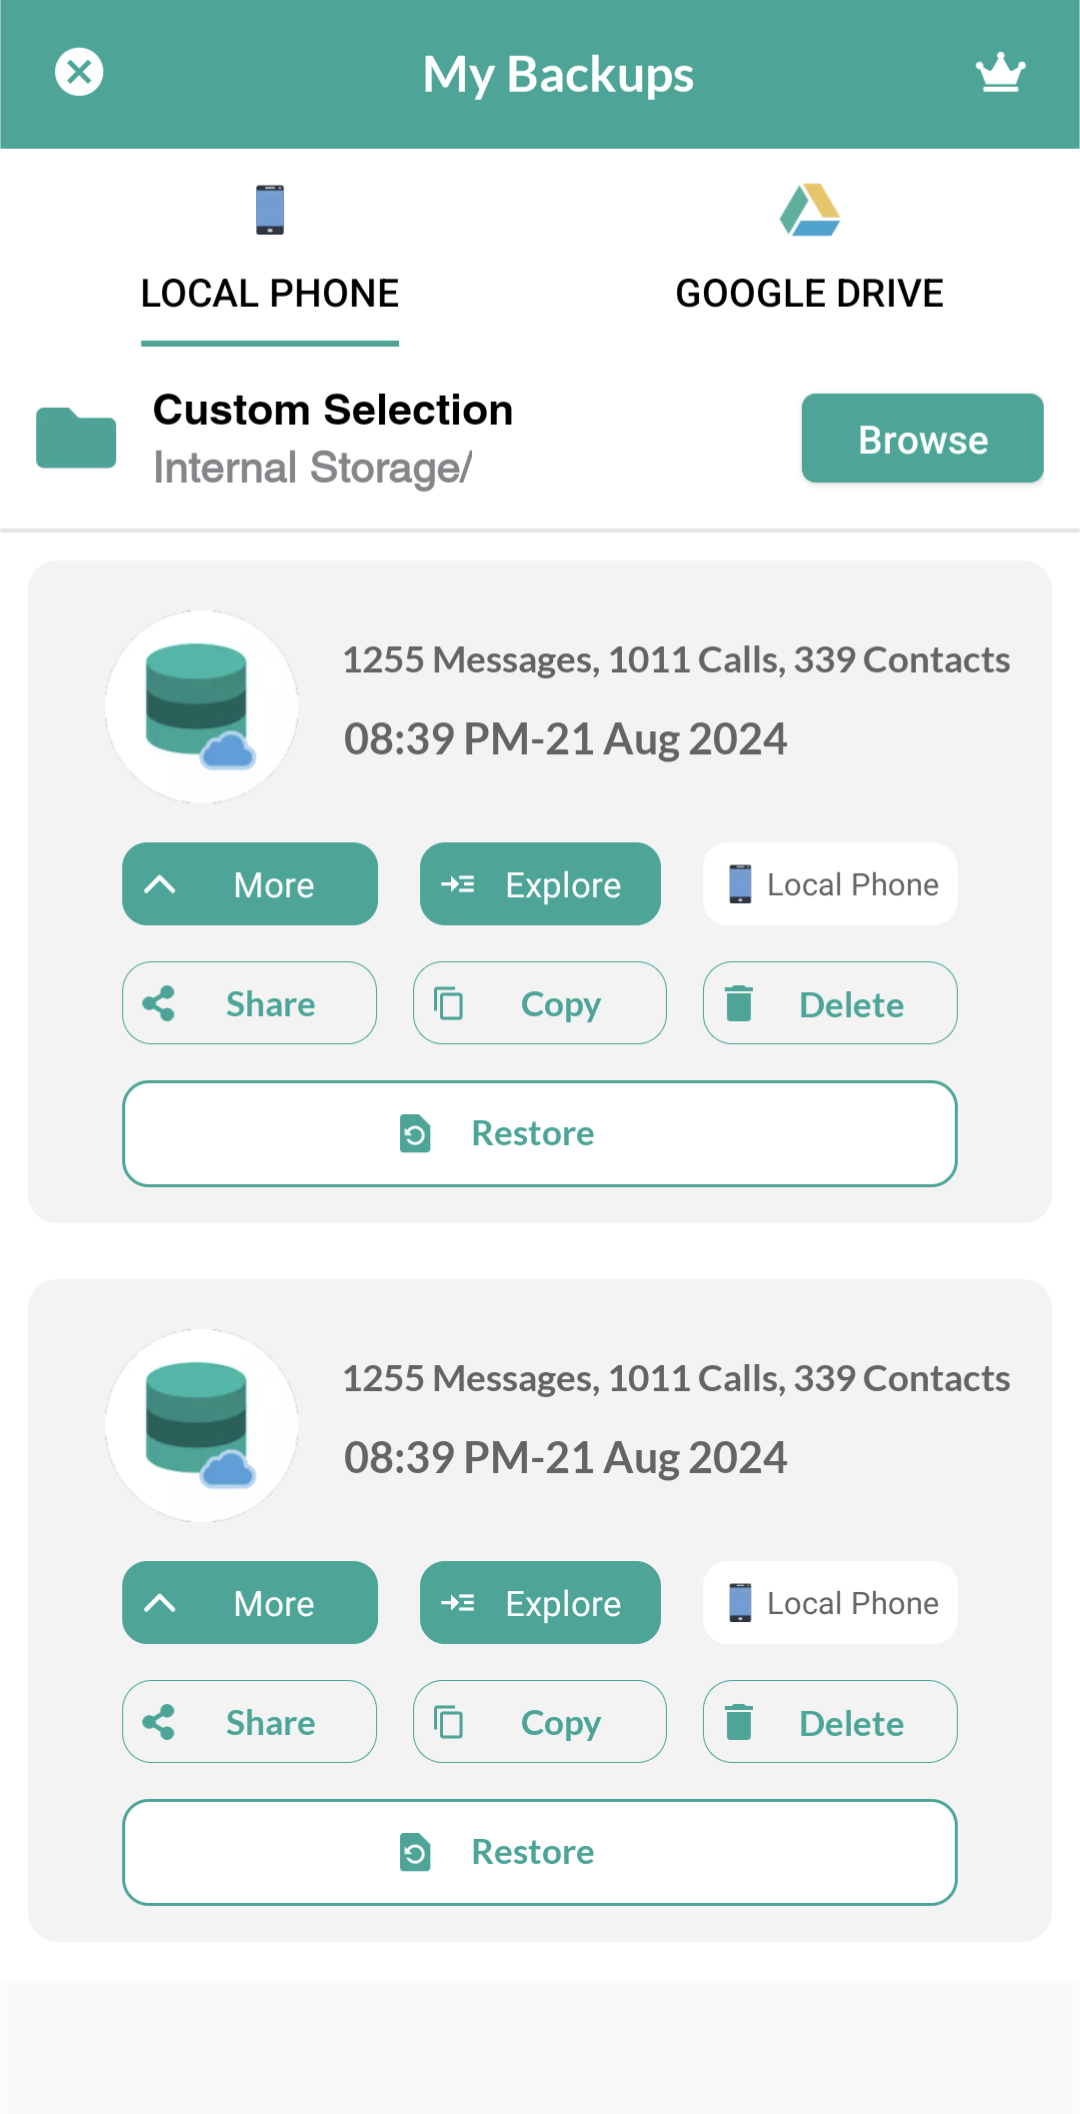 My Backups
LOCAL PHONE
GOOGLE DRIVE
Custom Selection
Internal Storage/
Browse
1255 Messages, 1011 Calls, 339 Contacts
08:39 PM-21 Aug 2024
More
Explore
Local Phone
Share
Copy
Delete
Restore
1255 Messages, 1011 Calls, 339 Contacts
08:39 PM-21 Aug 2024
More
Explore
Local Phone
Share
Copy
Delete
Restore